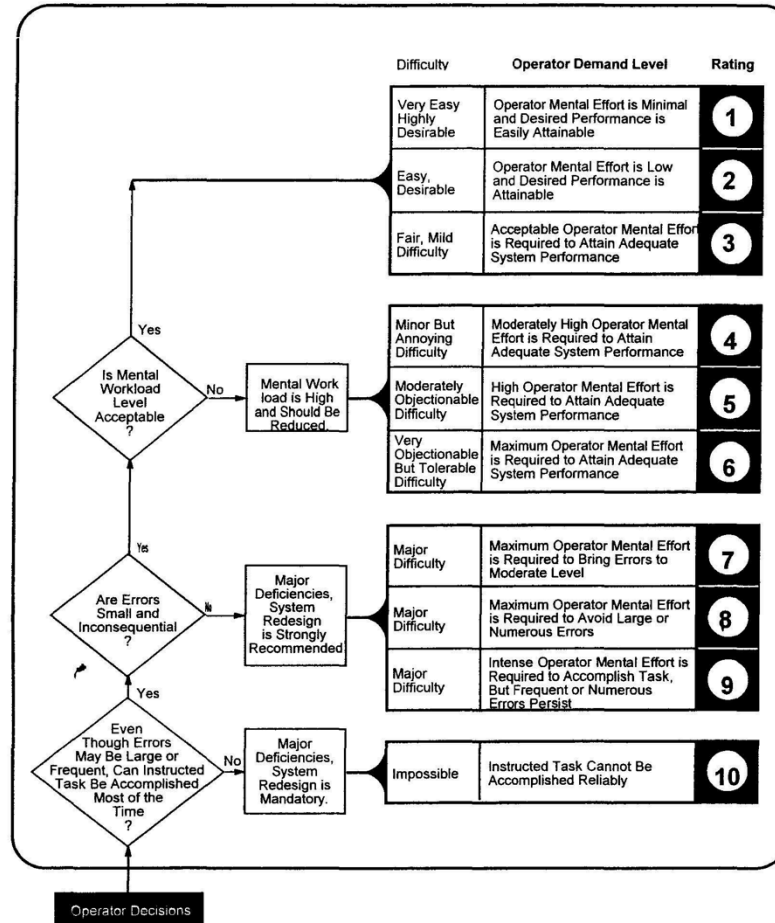 Difficulty Operator Demand Level Rating
Very Easy
Highly
Desirable
Operator Mental Effort is Minimal
and Desired Performance is
Easily Attainable
1
Easy,
Desirable
Operator Mental Effort is Low
and Desired Performance is
Attainable
2
Fair, Mild
Difficulty
Acceptable Operator Mental Effort
is Required to Attain Adequate
System Performance
3
Yes
Is Mental
Workload
Level
Acceptable
?
No
Mental Work
load is High
and Should Be
Reduced.
Minor But
Annoying
Difficulty
Moderately High Operator Mental
Effort is Required to Attain
Adequate System Performance
4
Moderately
Objectionable
Difficulty
High Operator Mental Effort is
Required to Attain Adequate
System Performance
5
Very
Objectionable
But Tolerable
Difficulty
Maximum Operator Mental Effort
is Required to Attain Adequate
System Performance
6
Yes
Are Errors
Small and
Inconsequential
?
No
Major
Deficiencies,
System
Redesign
is Strongly
Recommended
Major
Difficulty
Maximum Operator Mental Effort
is Required to Bring Errors to
Moderate Level
7
Major
Difficulty
Maximum Operator Mental Effort
is Required to Avoid Large or
Numerous Errors
8
Major
Difficulty
Intense Operator Mental Effort is
Required to Accomplish Task,
But Frequent or Numerous
Errors Persist
9
Yes
Even
Though Errors
May Be Large or
Frequent, Can Instructed
Task Be Accomplished
Most of the
Time
?
No
Major
Deficiencies,
System
Redesign is
Mandatory.
Impossible
Instructed Task Cannot Be
Accomplished Reliably
10
Operator Decisions